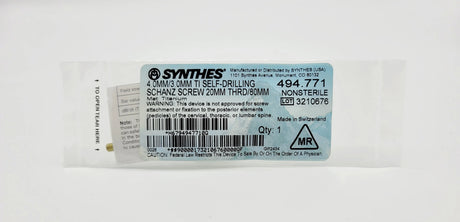 SYNTHES®
Manufactured or Distributed by SYNTHES (USA)
1101 Synthes Avenue, Monument, CO 80132
4.0MM/3.0MM TI SELF-DRILLING
SCHANZ SCREW 20MM THRD/80MM
Mat: Titanium
WARNING: This device is not approved for screw
attachment or fixation to the posterior elements
(pedicles) of the cervical, thoracic, or lumbar spine.
494.771
NONSTERILE
LOT 3210676
Made in Switzerland
*H6794947710*
Qty: 1
MR
CAUTION: Federal Law Restricts This Device To Sale By Or On The Order Of A Physician.
TO OPEN TEAR HERE